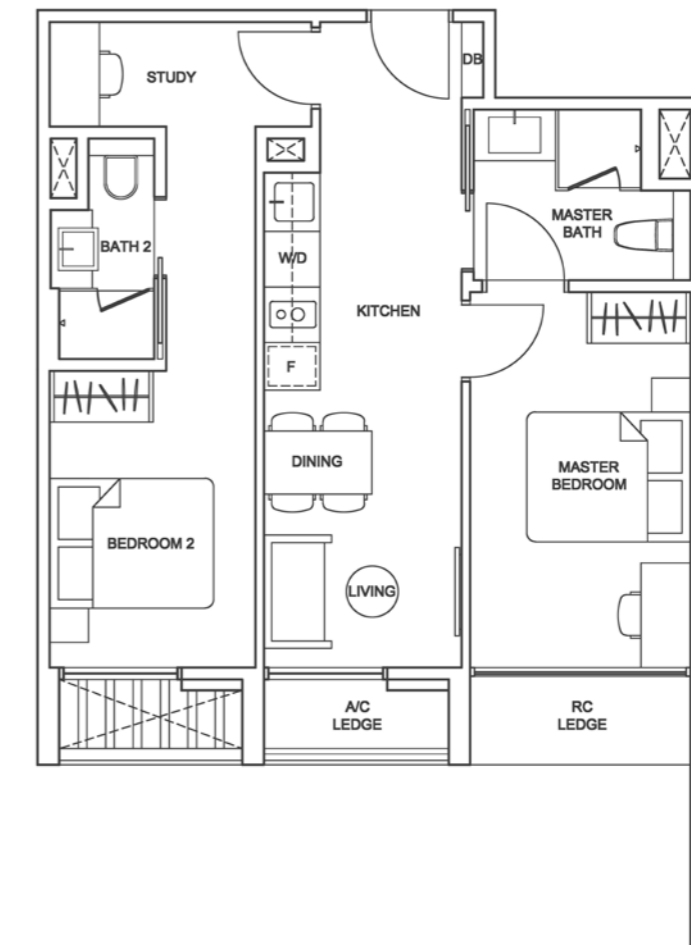 STUDY
DB
BATH 2
W/D
MASTER
BATH
KITCHEN
F
DINING
MASTER
BEDROOM
BEDROOM 2
LIVING
A/C
LEDGE
RC
LEDGE